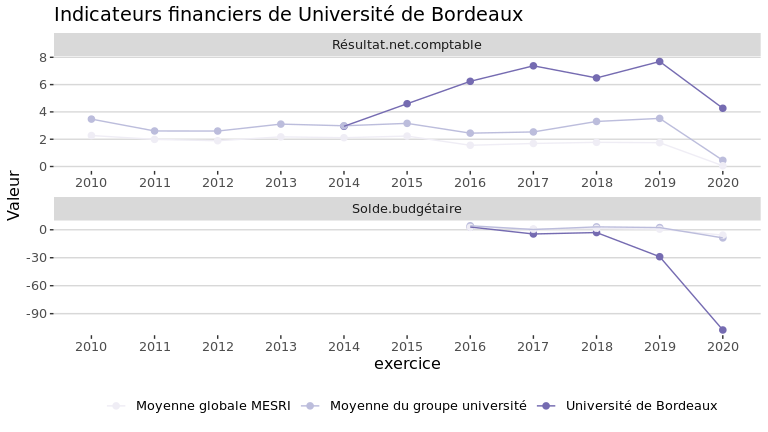 Indicateurs financiers de Université de Bordeaux
Résultat.net.comptable
8
6
4
2
0
2010 2011 2012 2013 2014 2015 2016 2017 2018 2019 2020
Valeur
Solde.budgétaire
0
-30
-60
-90
2010 2011 2012 2013 2014 2015 2016 2017 2018 2019 2020
exercice
Moyenne globale MESRI Moyenne du groupe université Université de Bordeaux